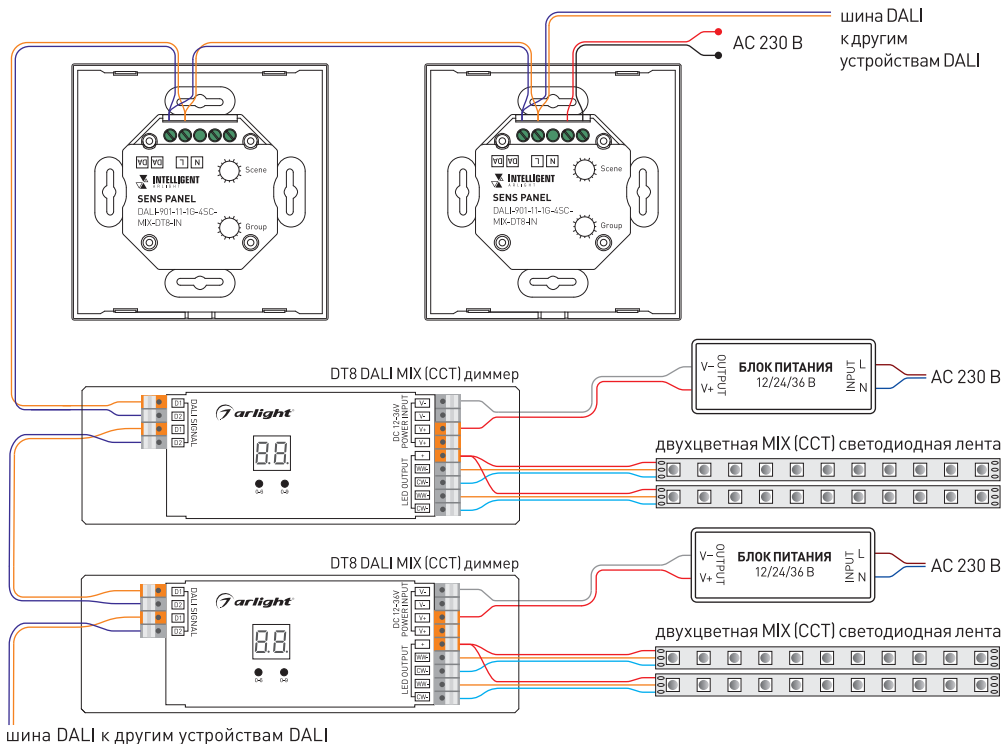 шина DALI
к другим
устройствам DALI
AC 230 В
DA DA L N
INTELLIGENT
ARLIGHT
Scene
SENS PANEL
DALI-901-11-1G-4SC-
MIX-DT8-IN
Group
DA DA L N
INTELLIGENT
ARLIGHT
Scene
SENS PANEL
DALI-901-11-1G-4SC-
MIX-DT8-IN
Group
DT8 DALI MIX (CCT) диммер
D1
D2
D1
D2
DALI SIGNAL
arlight
88.
DC 12-36V
POWER INPUT
LED OUTPUT
V-
V-
V+
V+
+
WW-
CW-
WW-
CW-
V–
V+
OUTPUT
БЛОК ПИТАНИЯ
12/24/36 В
INPUT
L
N
AC 230 В
двухцветная MIX (CCT) светодиодная лента
DT8 DALI MIX (CCT) диммер
D1
D2
D1
D2
DALI SIGNAL
arlight
88.
DC 12-36V
POWER INPUT
LED OUTPUT
V-
V-
V+
V+
+
WW-
CW-
WW-
CW-
V–
V+
OUTPUT
БЛОК ПИТАНИЯ
12/24/36 В
INPUT
L
N
AC 230 В
двухцветная MIX (CCT) светодиодная лента
шина DALI к другим устройствам DALI